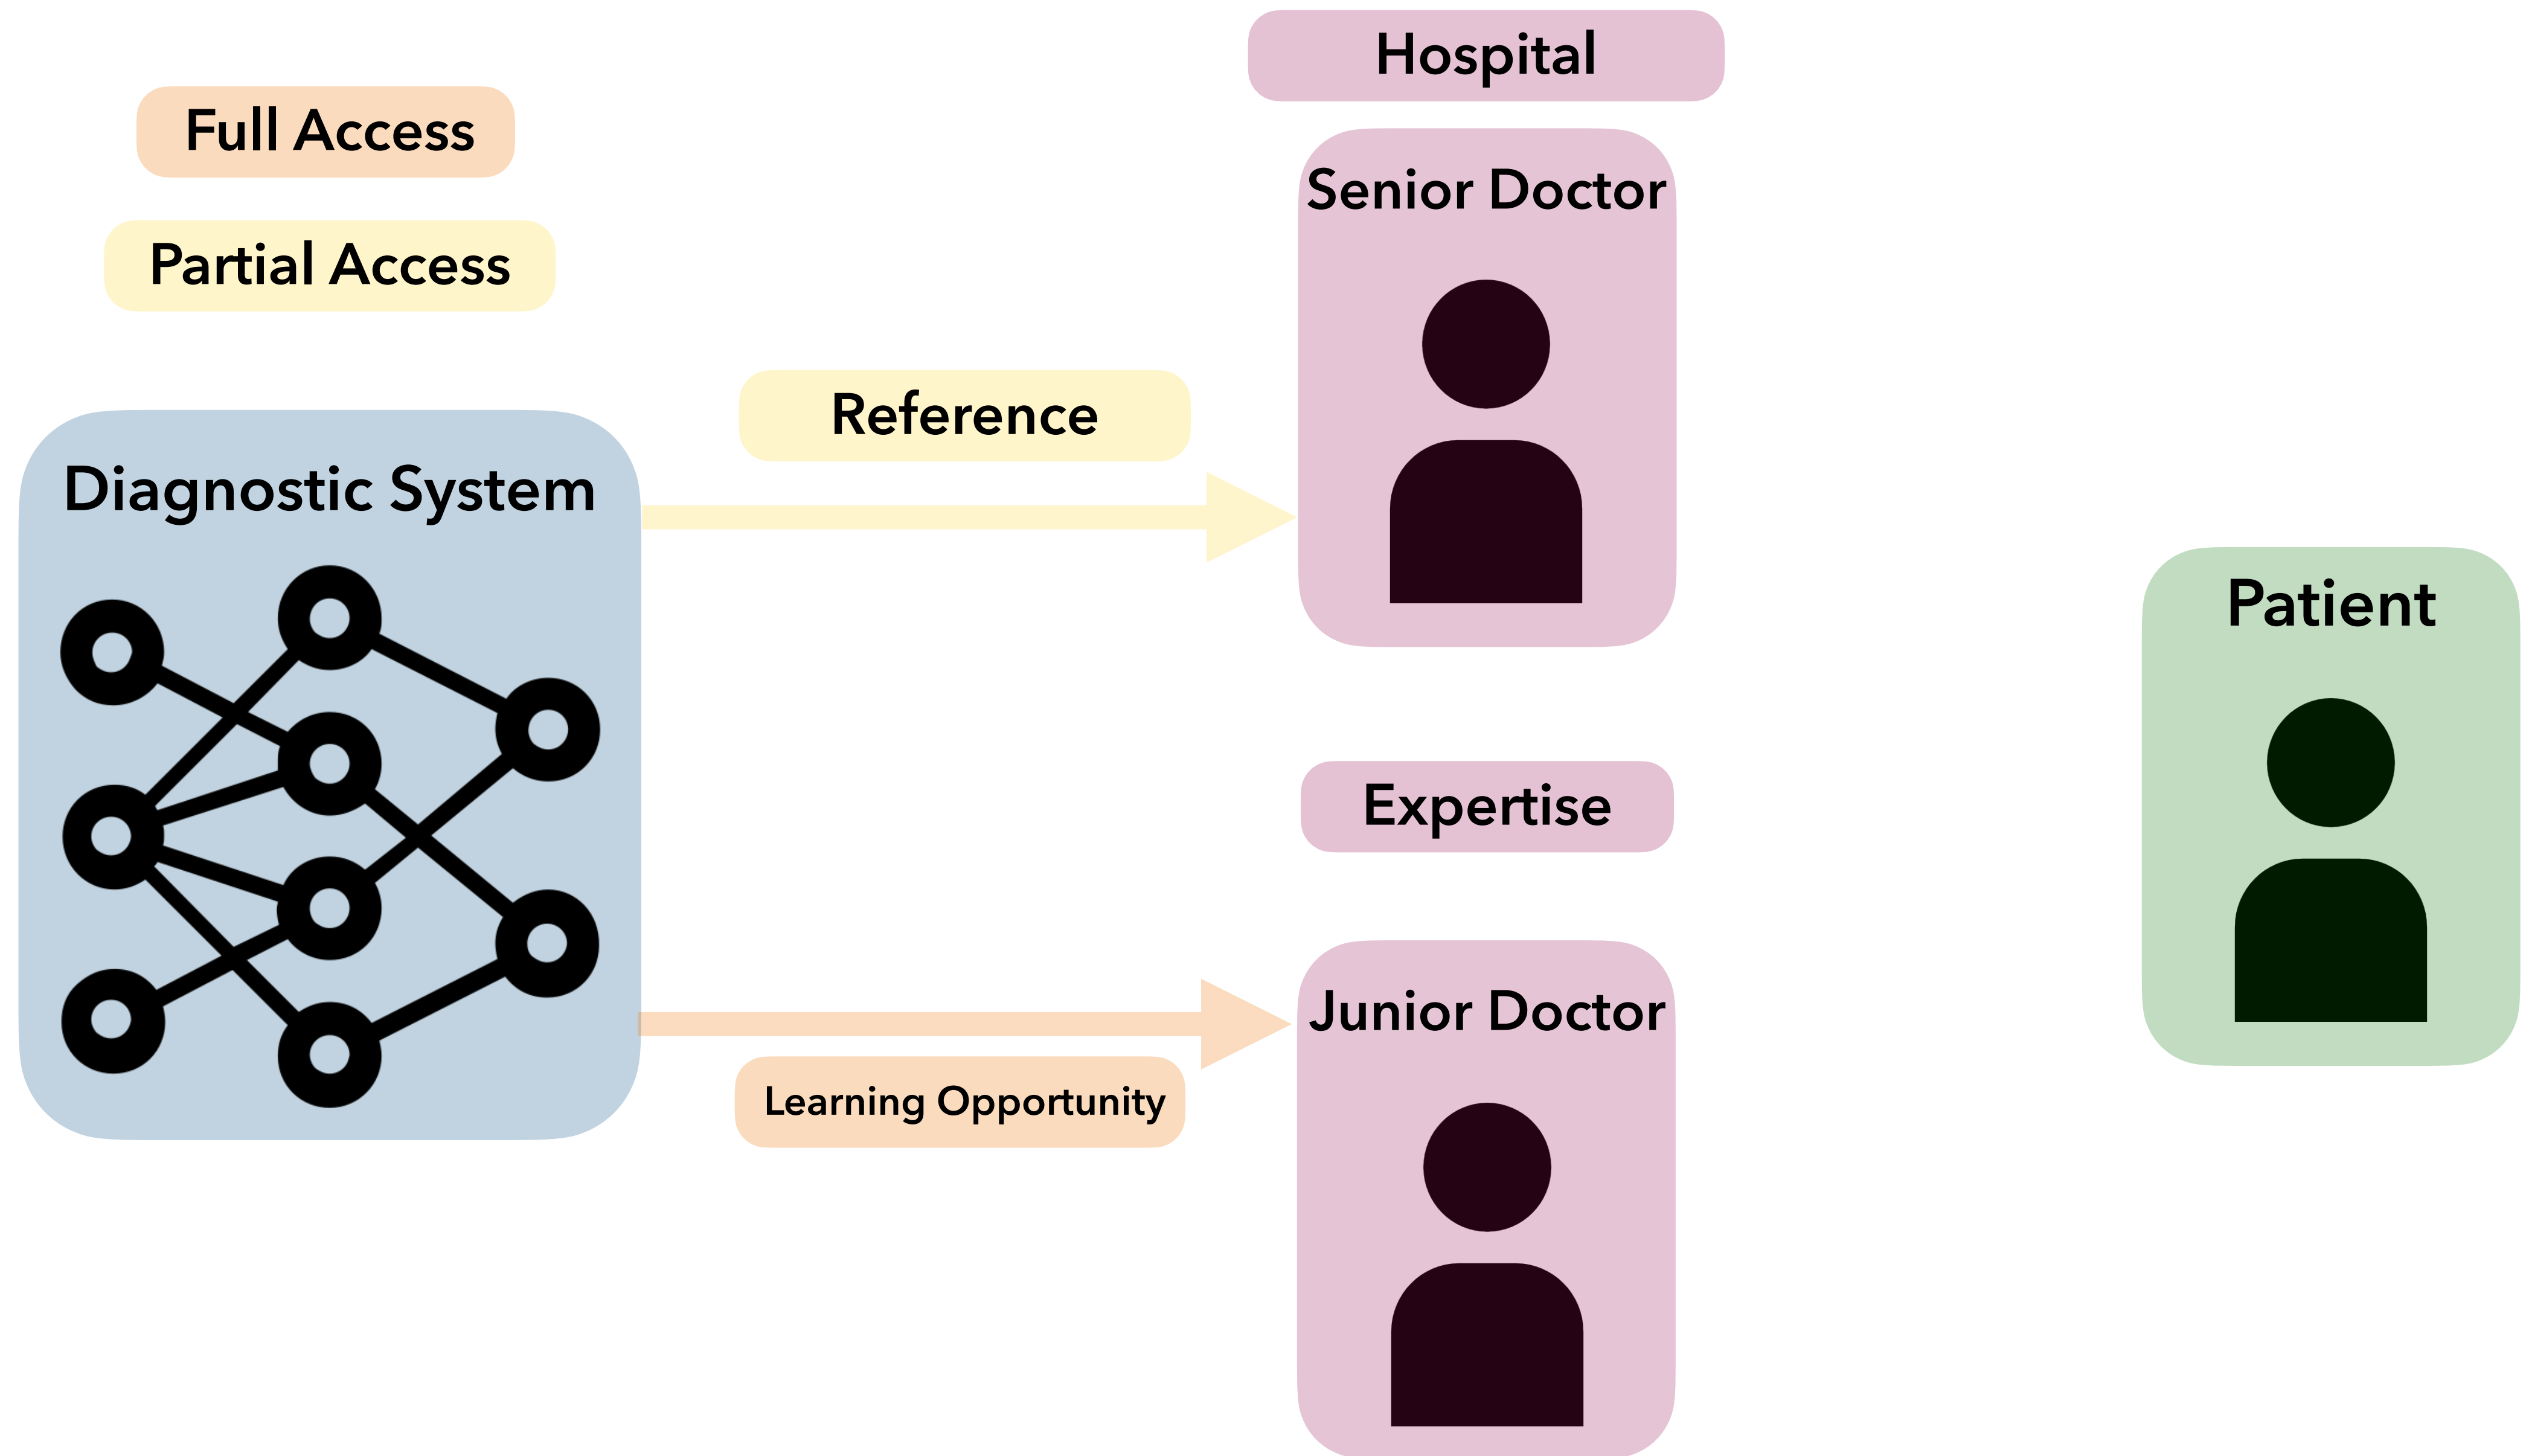 Hospital
Full Access
Senior Doctor
Partial Access
Reference
Diagnostic System
Patient
Expertise
Junior Doctor
Learning Opportunity